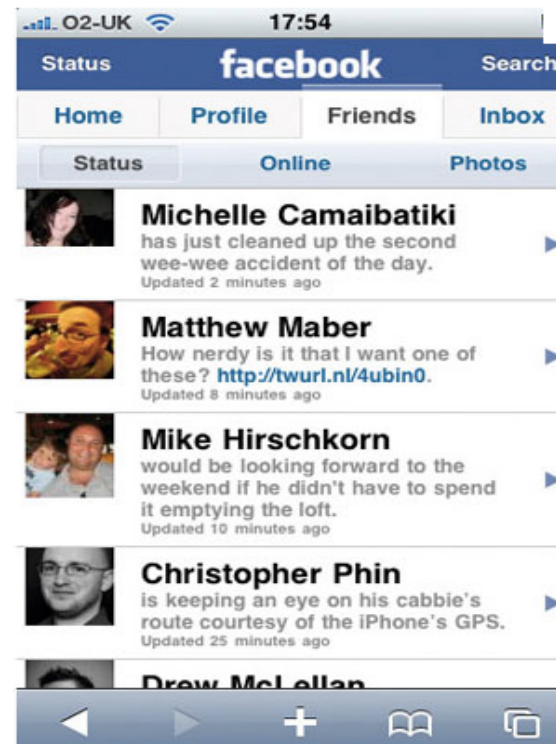 O2-UK 17:54
Status facebook Search
Home Profile Friends Inbox
Status Online Photos
Michelle Camaibatiki
has just cleaned up the second
wee-wee accident of the day.
Updated 2 minutes ago
Matthew Maber
How nerdy is it that I want one of
these? http://twurl.nl/4ubin0.
Updated 8 minutes ago
Mike Hirschkorn
would be looking forward to the
weekend if he didn't have to spend
it emptying the loft.
Updated 10 minutes ago
Christopher Phin
is keeping an eye on his cabbie's
route courtesy of the iPhone's GPS.
Updated 25 minutes ago
Drew McLellan